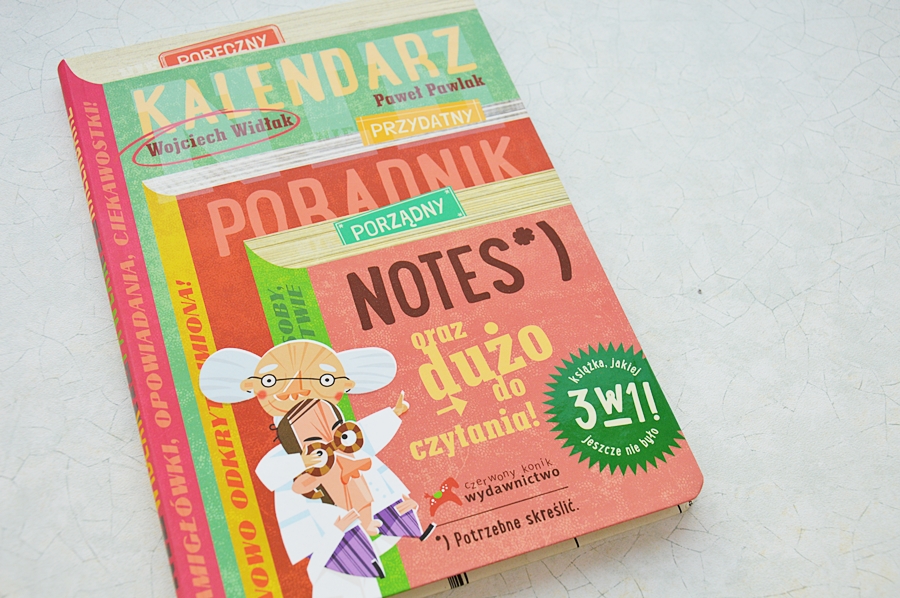 PORĘCZNY
KALENDARZ
Paweł Pawlak
Wojciech Widłak
PRZYDATNY
PORADNIK
PORZĄDNY
NOTES*)
oraz
dużo
do
czytania!
książka, jakiej
3w1!
jeszcze nie było
czerwony konik
wydawnictwo
*) Potrzebne skreślić.
OPOWIADANIA, CIEKAWOSTKI!